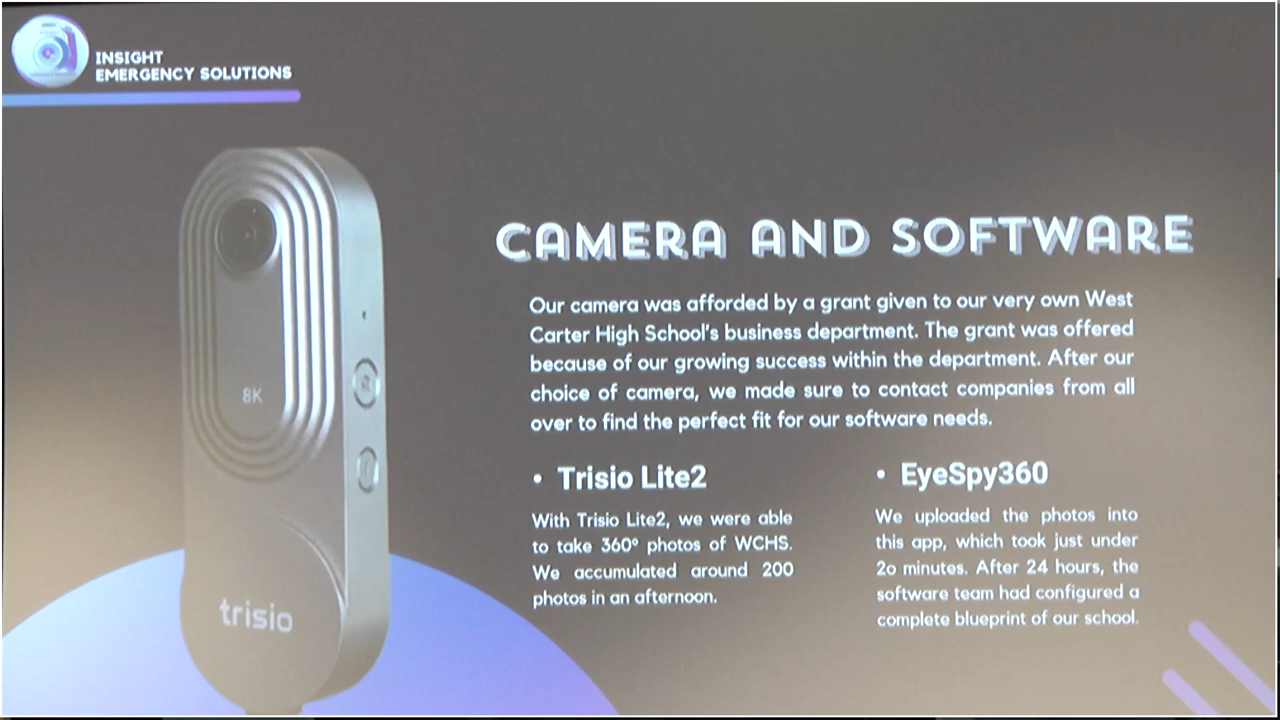 INSIGHT
EMERGENCY SOLUTIONS
CAMERA AND SOFTWARE
Our camera was afforded by a grant given to our very own West
Carter High School's business department. The grant was offered
because of our growing success within the department. After our
choice of camera, we made sure to contact companies from all
over to find the perfect fit for our software needs.
• Trisio Lite2
With Trisio Lite2, we were able
to take 360° photos of WCHS.
We accumulated around 200
photos in an afternoon.
• EyeSpy360
We uploaded the photos into
this app, which took just under
2o minutes. After 24 hours, the
software team had configured a
complete blueprint of our school.
8K
trisio